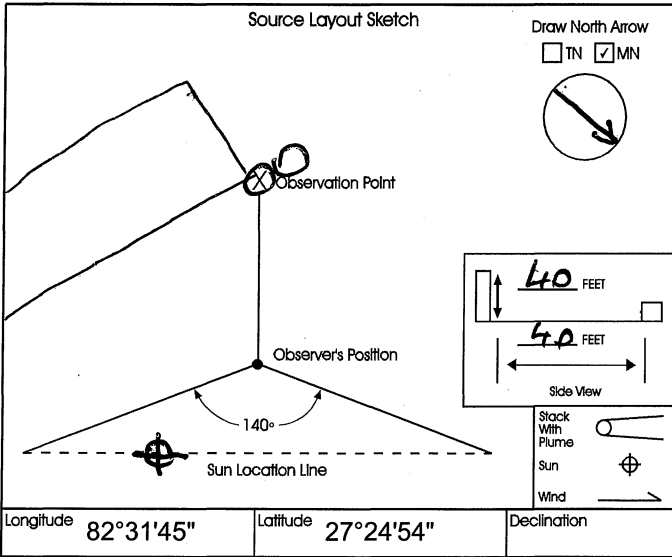 Source Layout Sketch
Draw North Arrow
TN ✓ MN
X Observation Point
40 FEET
40 FEET
Side View
Observer's Position
140°
Sun Location Line
Stack
With
Plume
Sun
Wind
Longitude 82°31'45" Latitude 27°24'54" Declination